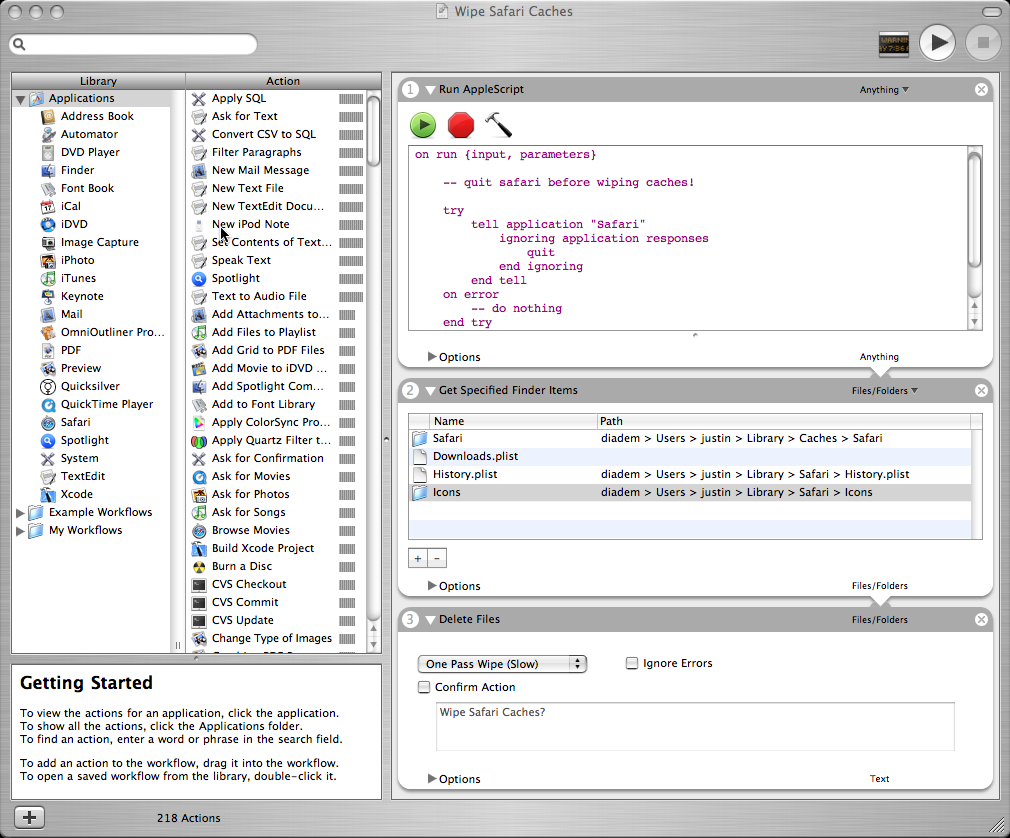 Wipe Safari Caches
Library
Action
Applications
Address Book
Automator
DVD Player
Finder
Font Book
iCal
iDVD
Image Capture
iPhoto
iTunes
Keynote
Mail
OmniOutliner Pro...
PDF
Preview
Quicksilver
QuickTime Player
Safari
Spotlight
System
TextEdit
Xcode
Example Workflows
My Workflows
Apply SQL
Ask for Text
Convert CSV to SQL
Filter Paragraphs
New Mail Message
New Text File
New TextEdit Docu...
New iPod Note
Set Contents of Text...
Speak Text
Spotlight
Text to Audio File
Add Attachments to...
Add Files to Playlist
Add Grid to PDF Files
Add Movie to iDVD ...
Add Spotlight Com...
Add to Font Library
Apply ColorSync Pro...
Apply Quartz Filter t...
Ask for Confirmation
Ask for Movies
Ask for Photos
Ask for Songs
Browse Movies
Build Xcode Project
Burn a Disc
CVS Checkout
CVS Commit
CVS Update
Change Type of Images
Getting Started
To view the actions for an application, click the application.
To show all the actions, click the Applications folder.
To find an action, enter a word or phrase in the search field.
To add an action to the workflow, drag it into the workflow.
To open a saved workflow from the library, double-click it.
218 Actions
1 Run AppleScript Anything
on run {input, parameters}
-- quit safari before wiping caches!
try
tell application "Safari"
ignoring application responses
quit
end ignoring
end tell
on error
-- do nothing
end try
Options Anything
2 Get Specified Finder Items Files/Folders
Name Path
Safari diadem > Users > justin > Library > Caches > Safari
Downloads.plist
History.plist diadem > Users > justin > Library > Safari > History.plist
Icons diadem > Users > justin > Library > Safari > Icons
+ -
Options Files/Folders
3 Delete Files Files/Folders
One Pass Wipe (Slow) Ignore Errors
Confirm Action
Wipe Safari Caches?
Options Text